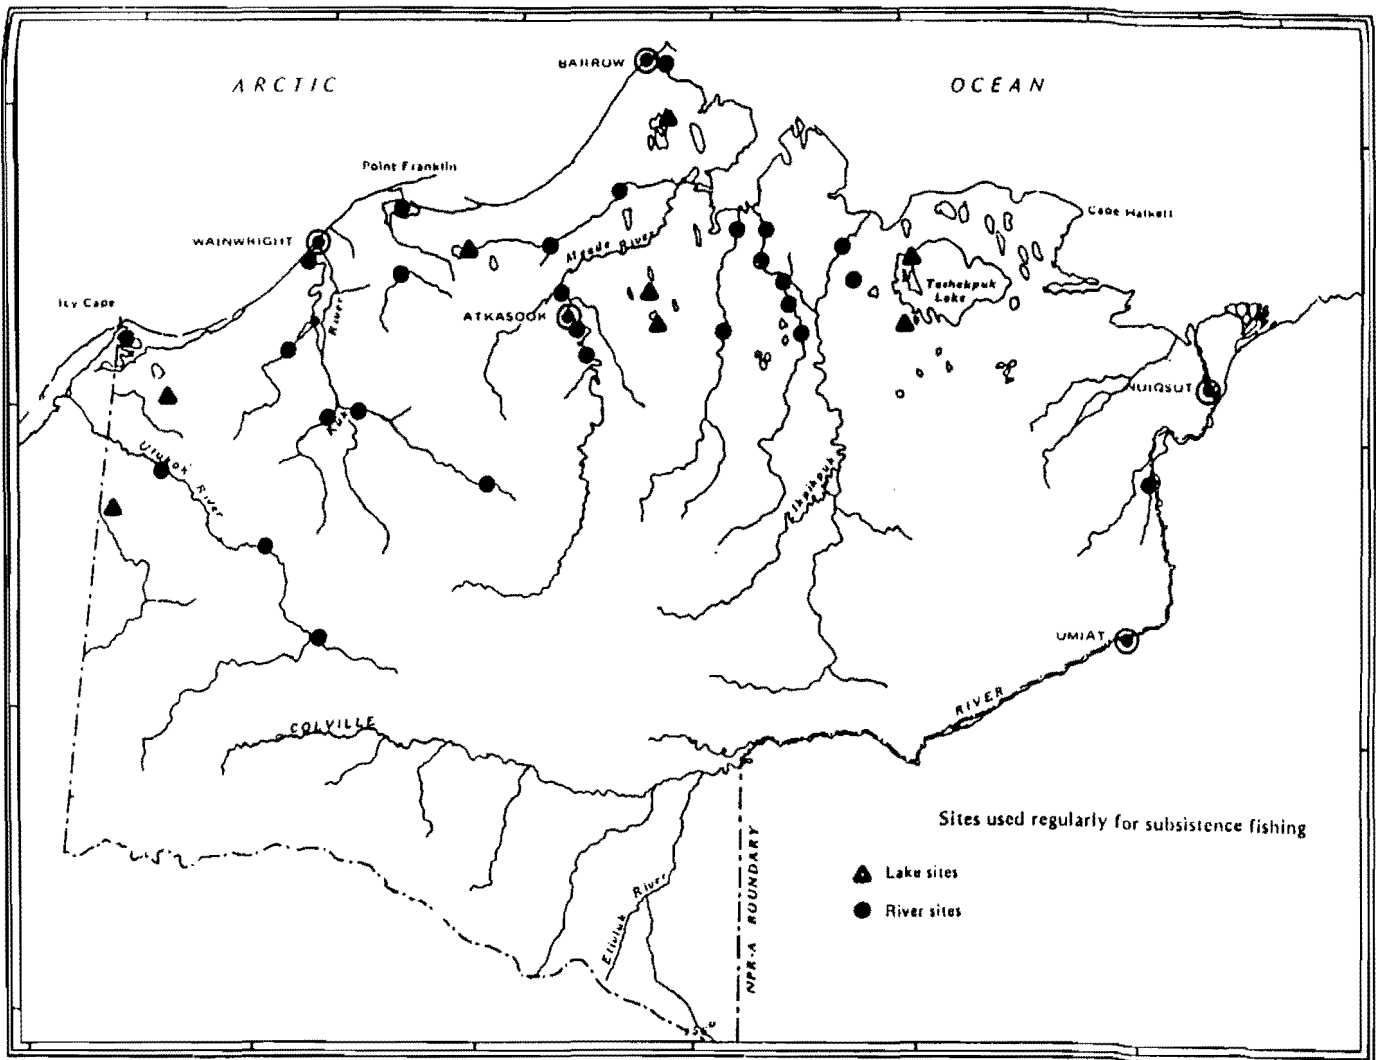 BARROW
ARCTIC
OCEAN
Point Franklin
Cape Halkett
WAINWRIGHT
Meade River
Icy Cape
River
ATKASOOK
Teshekpuk
Lake
NUIQSUT
Kuk
Utukok
River
Ikpikpuk
UMIAT
RIVER
COLVILLE
Sites used regularly for subsistence fishing
NPR-A BOUNDARY
Lake sites
River sites
River